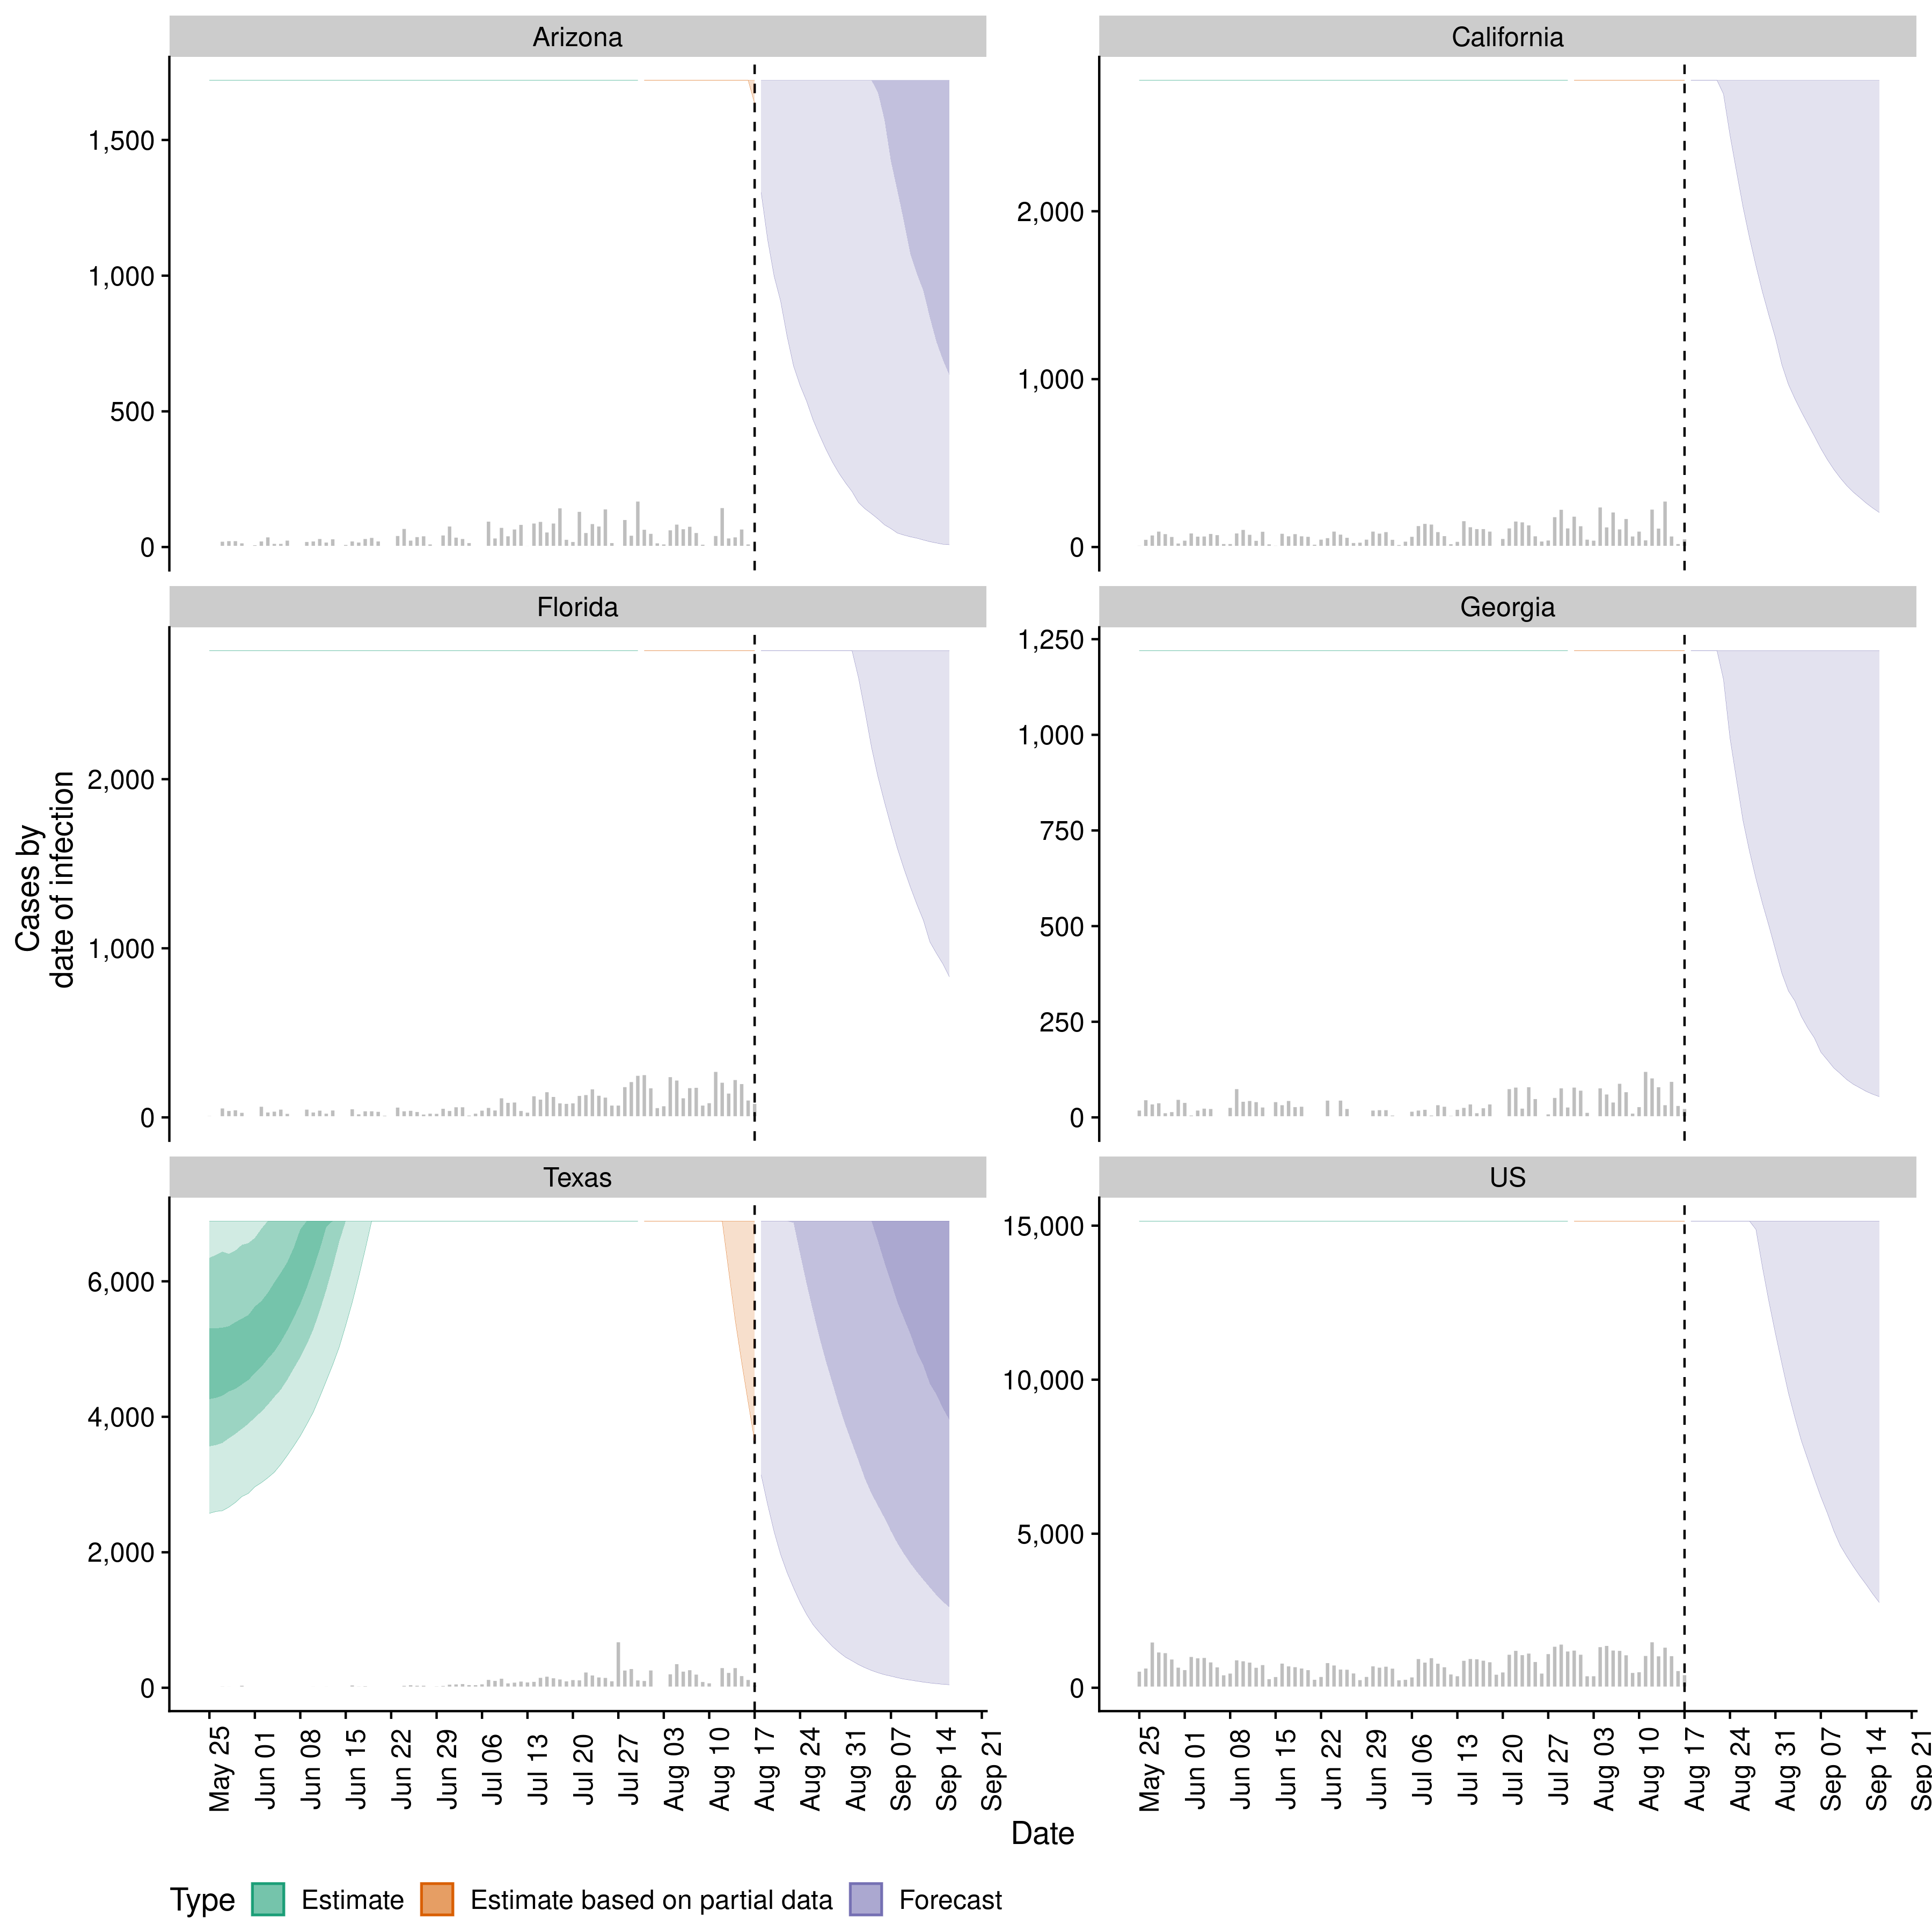 Arizona
California
1,500
1,000
500
0
2,000
1,000
0
Florida
Georgia
Cases by
date of infection
2,000
1,000
0
1,250
1,000
750
500
250
0
Texas
US
6,000
4,000
2,000
0
15,000
10,000
5,000
0
May 25
Jun 01
Jun 08
Jun 15
Jun 22
Jun 29
Jul 06
Jul 13
Jul 20
Jul 27
Aug 03
Aug 10
Aug 17
Aug 24
Aug 31
Sep 07
Sep 14
Sep 21
May 25
Jun 01
Jun 08
Jun 15
Jun 22
Jun 29
Jul 06
Jul 13
Jul 20
Jul 27
Aug 03
Aug 10
Aug 17
Aug 24
Aug 31
Sep 07
Sep 14
Sep 21
Date
Type Estimate Estimate based on partial data Forecast